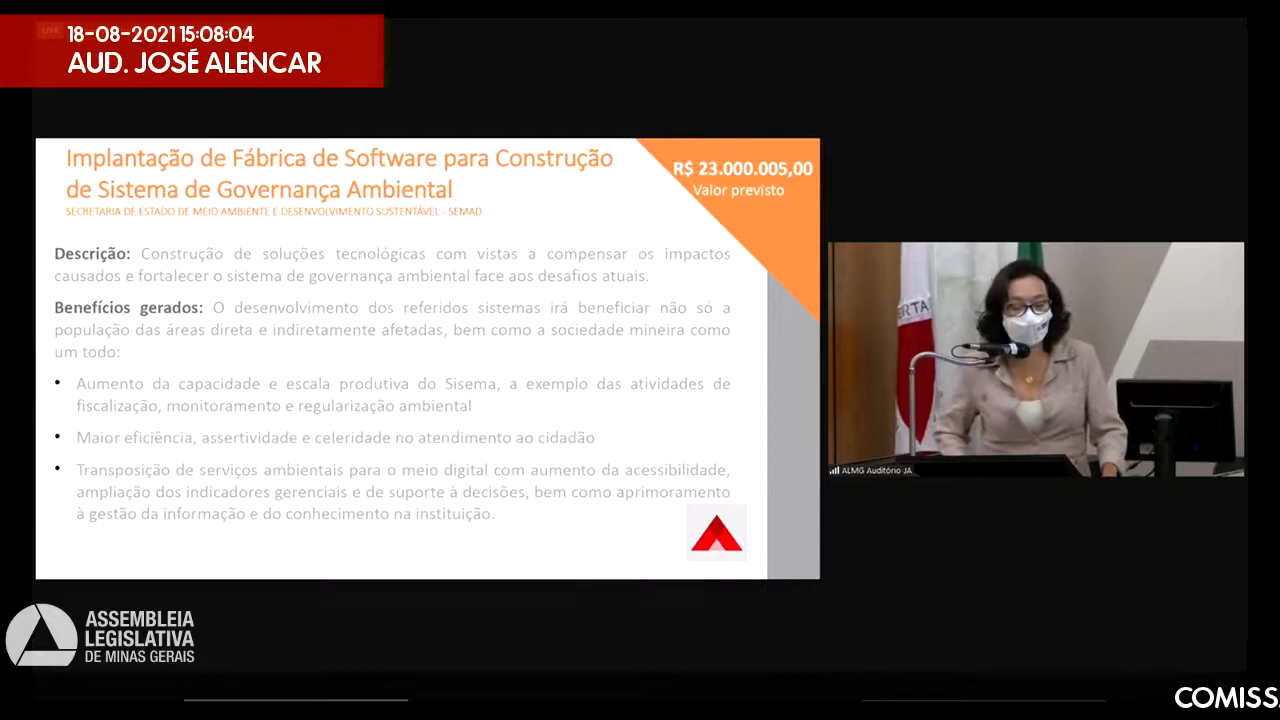 LIVE
18-08-2021 15:08:04
AUD. JOSÉ ALENCAR
Implantação de Fábrica de Software para Construção
de Sistema de Governança Ambiental
SECRETARIA DE ESTADO DE MEIO AMBIENTE E DESENVOLVIMENTO SUSTENTÁVEL - SEMAD
R$ 23.000.005,00
Valor previsto
Descrição: Construção de soluções tecnológicas com vistas a compensar os impactos
causados e fortalecer o sistema de governança ambiental face aos desafios atuais.
Benefícios gerados: O desenvolvimento dos referidos sistemas irá beneficiar não só a
população das áreas direta e indiretamente afetadas, bem como a sociedade mineira como
um todo:
• Aumento da capacidade e escala produtiva do Sisema, a exemplo das atividades de
fiscalização, monitoramento e regularização ambiental
• Maior eficiência, assertividade e celeridade no atendimento ao cidadão
• Transposição de serviços ambientais para o meio digital com aumento da acessibilidade,
ampliação dos indicadores gerenciais e de suporte à decisões, bem como aprimoramento
à gestão da informação e do conhecimento na instituição.
ERTA
ALMG Auditório JA
ASSEMBLEIA
LEGISLATIVA
DE MINAS GERAIS
COMISS